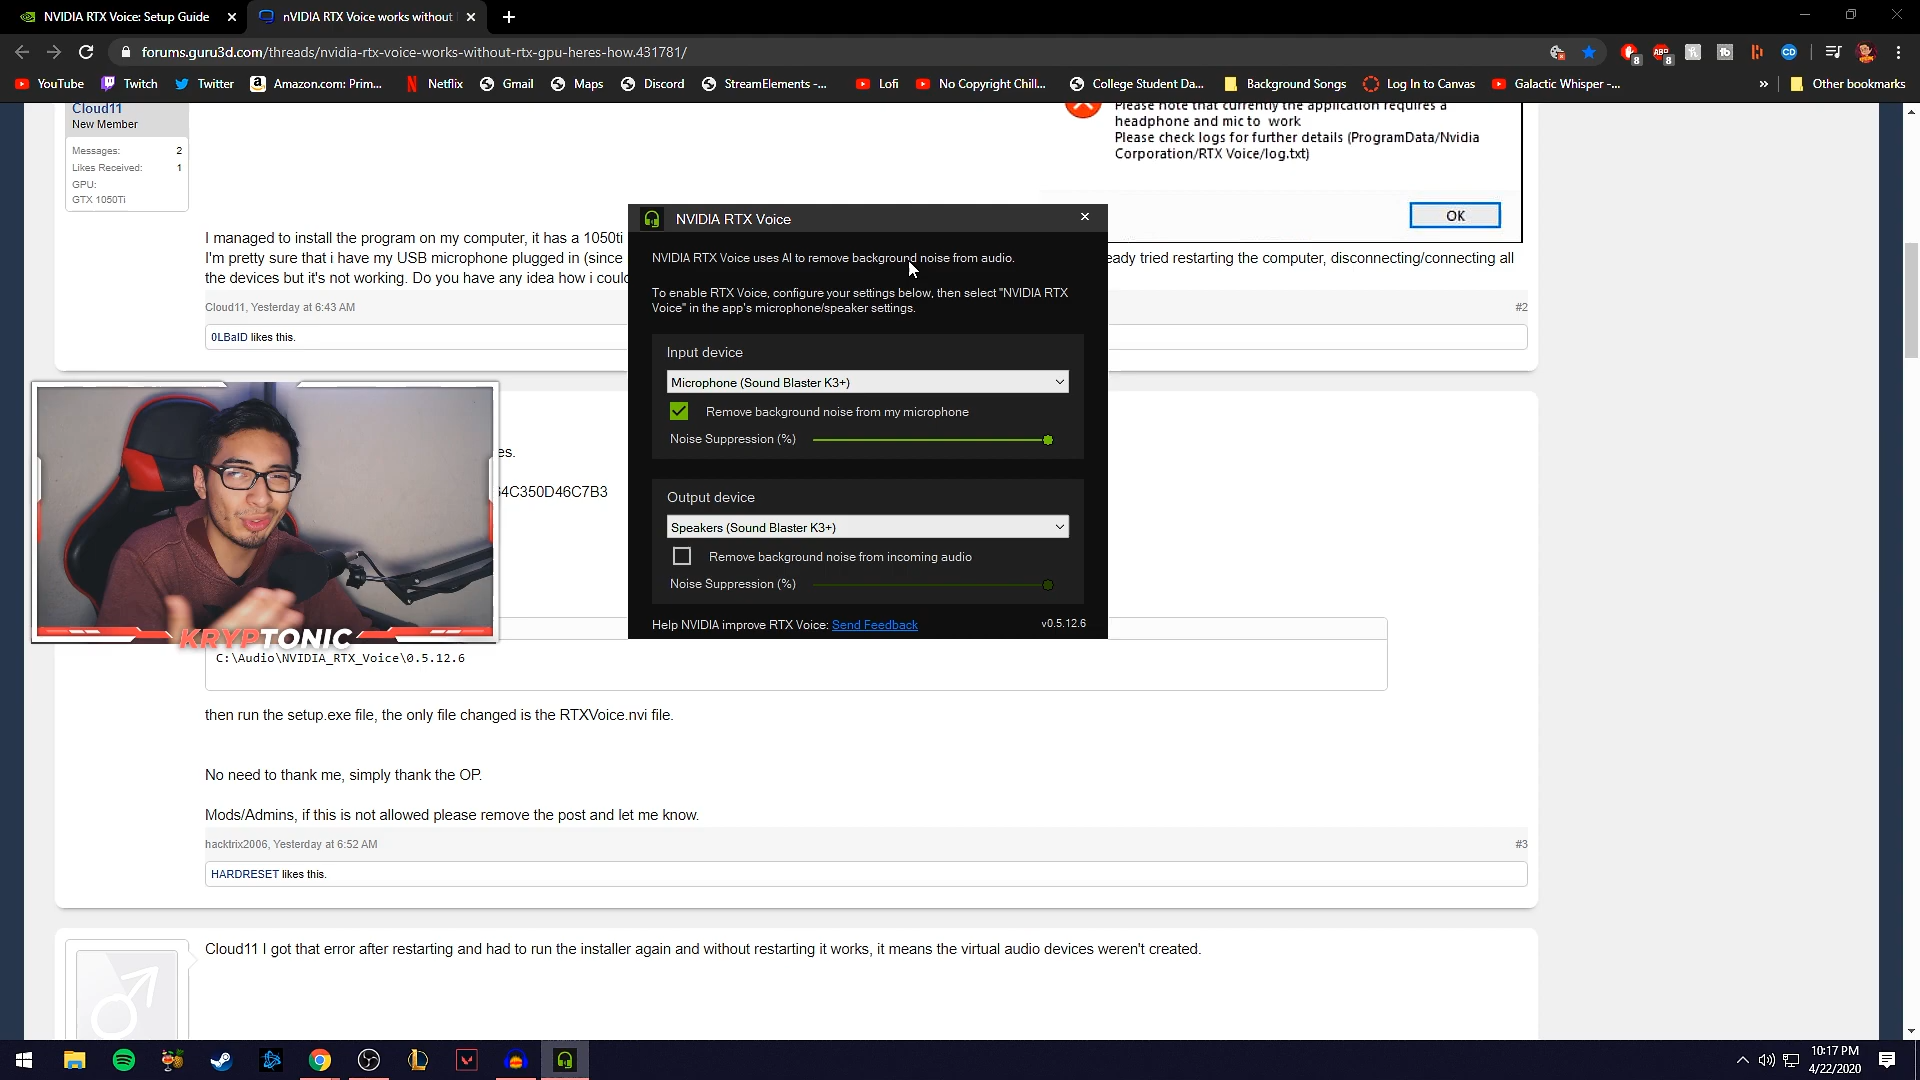 NVIDIA RTX Voice: Setup Guide
nVIDIA RTX Voice works without
forums.guru3d.com/threads/nvidia-rtx-voice-works-without-rtx-gpu-heres-how.431781/
8
ABP
8
tb
CD
YouTube
Twitch
Twitter
Amazon.com: Prim...
Netflix
Gmail
Maps
Discord
StreamElements -...
Lofi
No Copyright Chill...
College Student Da...
Background Songs
Log In to Canvas
Galactic Whisper -...
»
Other bookmarks
Cloud11
New Member
Messages: 2
Likes Received: 1
GPU:
GTX 1050Ti
Please note that currently the application requires a
headphone and mic to work
Please check logs for further details (ProgramData/Nvidia
Corporation/RTX Voice/log.txt)
OK
I managed to install the program on my computer, it has a 1050ti
I'm pretty sure that i have my USB microphone plugged in (since
eady tried restarting the computer, disconnecting/connecting all
the devices but it's not working. Do you have any idea how i coul
Cloud11, Yesterday at 6:43 AM
#2
0LBaID likes this.
NVIDIA RTX Voice
NVIDIA RTX Voice uses AI to remove background noise from audio.
To enable RTX Voice, configure your settings below, then select "NVIDIA RTX
Voice" in the app's microphone/speaker settings.
Input device
Microphone (Sound Blaster K3+)
Remove background noise from my microphone
Noise Suppression (%)
Output device
Speakers (Sound Blaster K3+)
Remove background noise from incoming audio
Noise Suppression (%)
Help NVIDIA improve RTX Voice: Send Feedback
v0.5.12.6
es.
4C350D46C7B3
KRYPTONIC
C:\Audio\NVIDIA_RTX_Voice\0.5.12.6
then run the setup.exe file, the only file changed is the RTXVoice.nvi file.
No need to thank me, simply thank the OP.
Mods/Admins, if this is not allowed please remove the post and let me know.
hacktrix2006, Yesterday at 6:52 AM
#3
HARDRESET likes this.
Cloud11 I got that error after restarting and had to run the installer again and without restarting it works, it means the virtual audio devices weren't created.
10:17 PM
4/22/2020